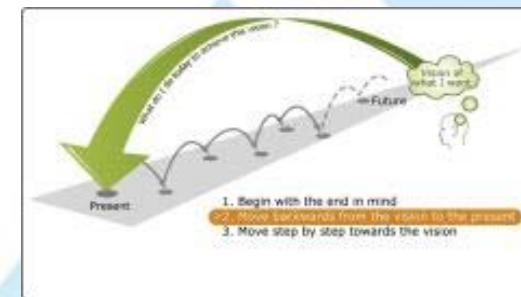 What do I do today to achieve this vision ?
Vision of
what I want
Future
Present
1. Begin with the end in mind
>2. Move backwards from the vision to the present
3. Move step by step towards the vision